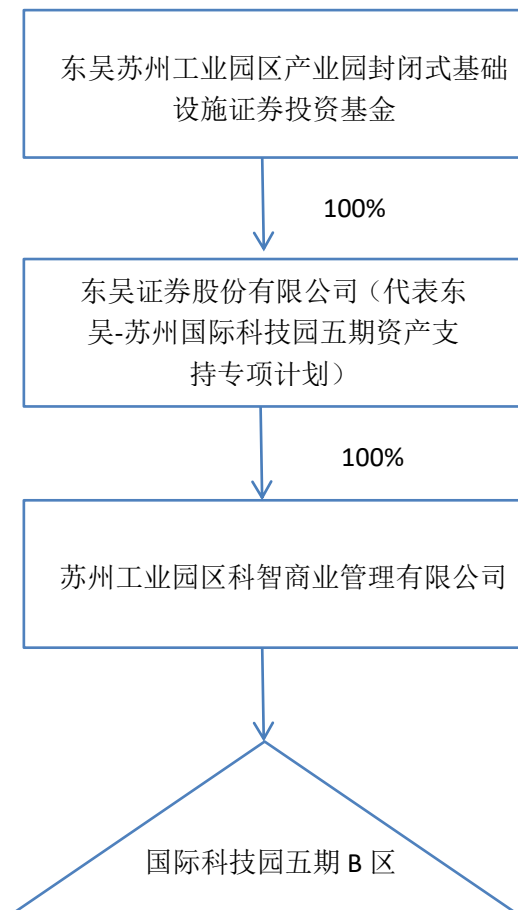 东吴苏州工业园区产业园封闭式基础
设施证券投资基金
100%
东吴证券股份有限公司（代表东
吴-苏州国际科技园五期资产支
持专项计划）
100%
苏州工业园区科智商业管理有限公司
国际科技园五期 B 区